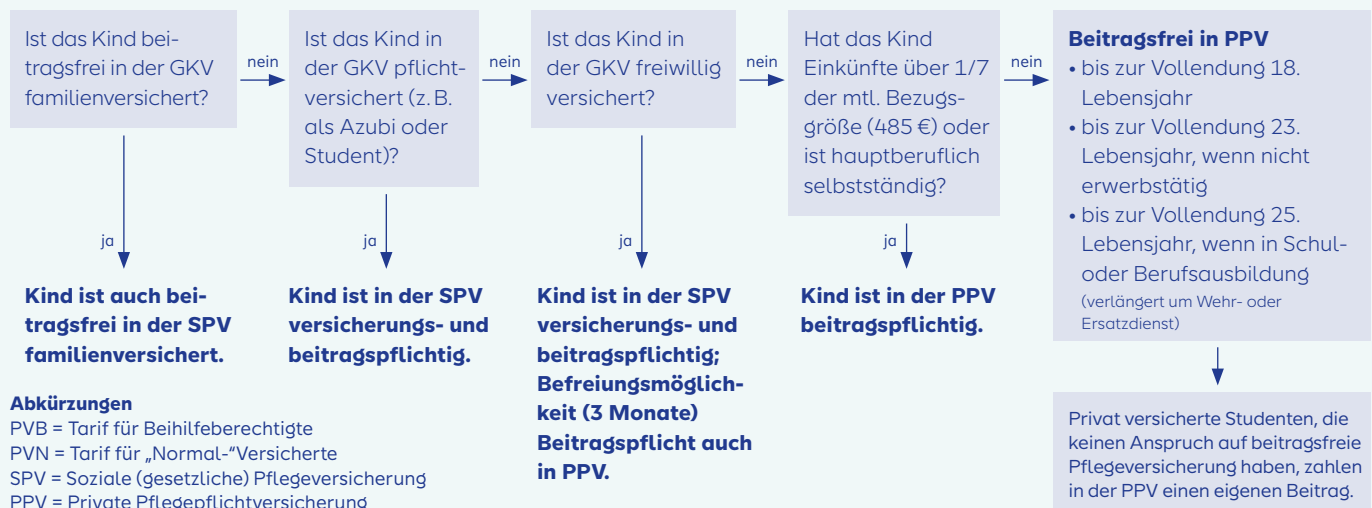 Ist das Kind bei-
tragsfrei in der GKV
familienversichert?
nein
Ist das Kind in
der GKV pflicht-
versichert (z. B.
als Azubi oder
Student)?
nein
Ist das Kind in
der GKV freiwillig
versichert?
nein
Hat das Kind
Einkünfte über 1/7
der mtl. Bezugs-
größe (485 €) oder
ist hauptberuflich
selbstständig?
nein
Beitragsfrei in PPV
• bis zur Vollendung 18.
Lebensjahr
• bis zur Vollendung 23.
Lebensjahr, wenn nicht
erwerbstätig
• bis zur Vollendung 25.
Lebensjahr, wenn in Schul-
oder Berufsausbildung
(verlängert um Wehr- oder
Ersatzdienst)
ja
Kind ist auch bei-
tragsfrei in der SPV
familienversichert.
ja
Kind ist in der SPV
versicherungs- und
beitragspflichtig.
ja
Kind ist in der SPV
versicherungs- und
beitragspflichtig;
Befreiungsmöglich-
keit (3 Monate)
Beitragspflicht auch
in PPV.
ja
Kind ist in der PPV
beitragspflichtig.
Privat versicherte Studenten, die
keinen Anspruch auf beitragsfreie
Pflegeversicherung haben, zahlen
in der PPV einen eigenen Beitrag.
Abkürzungen
PVB = Tarif für Beihilfeberechtigte
PVN = Tarif für „Normal-“Versicherte
SPV = Soziale (gesetzliche) Pflegeversicherung
PPV = Private Pflegepflichtversicherung